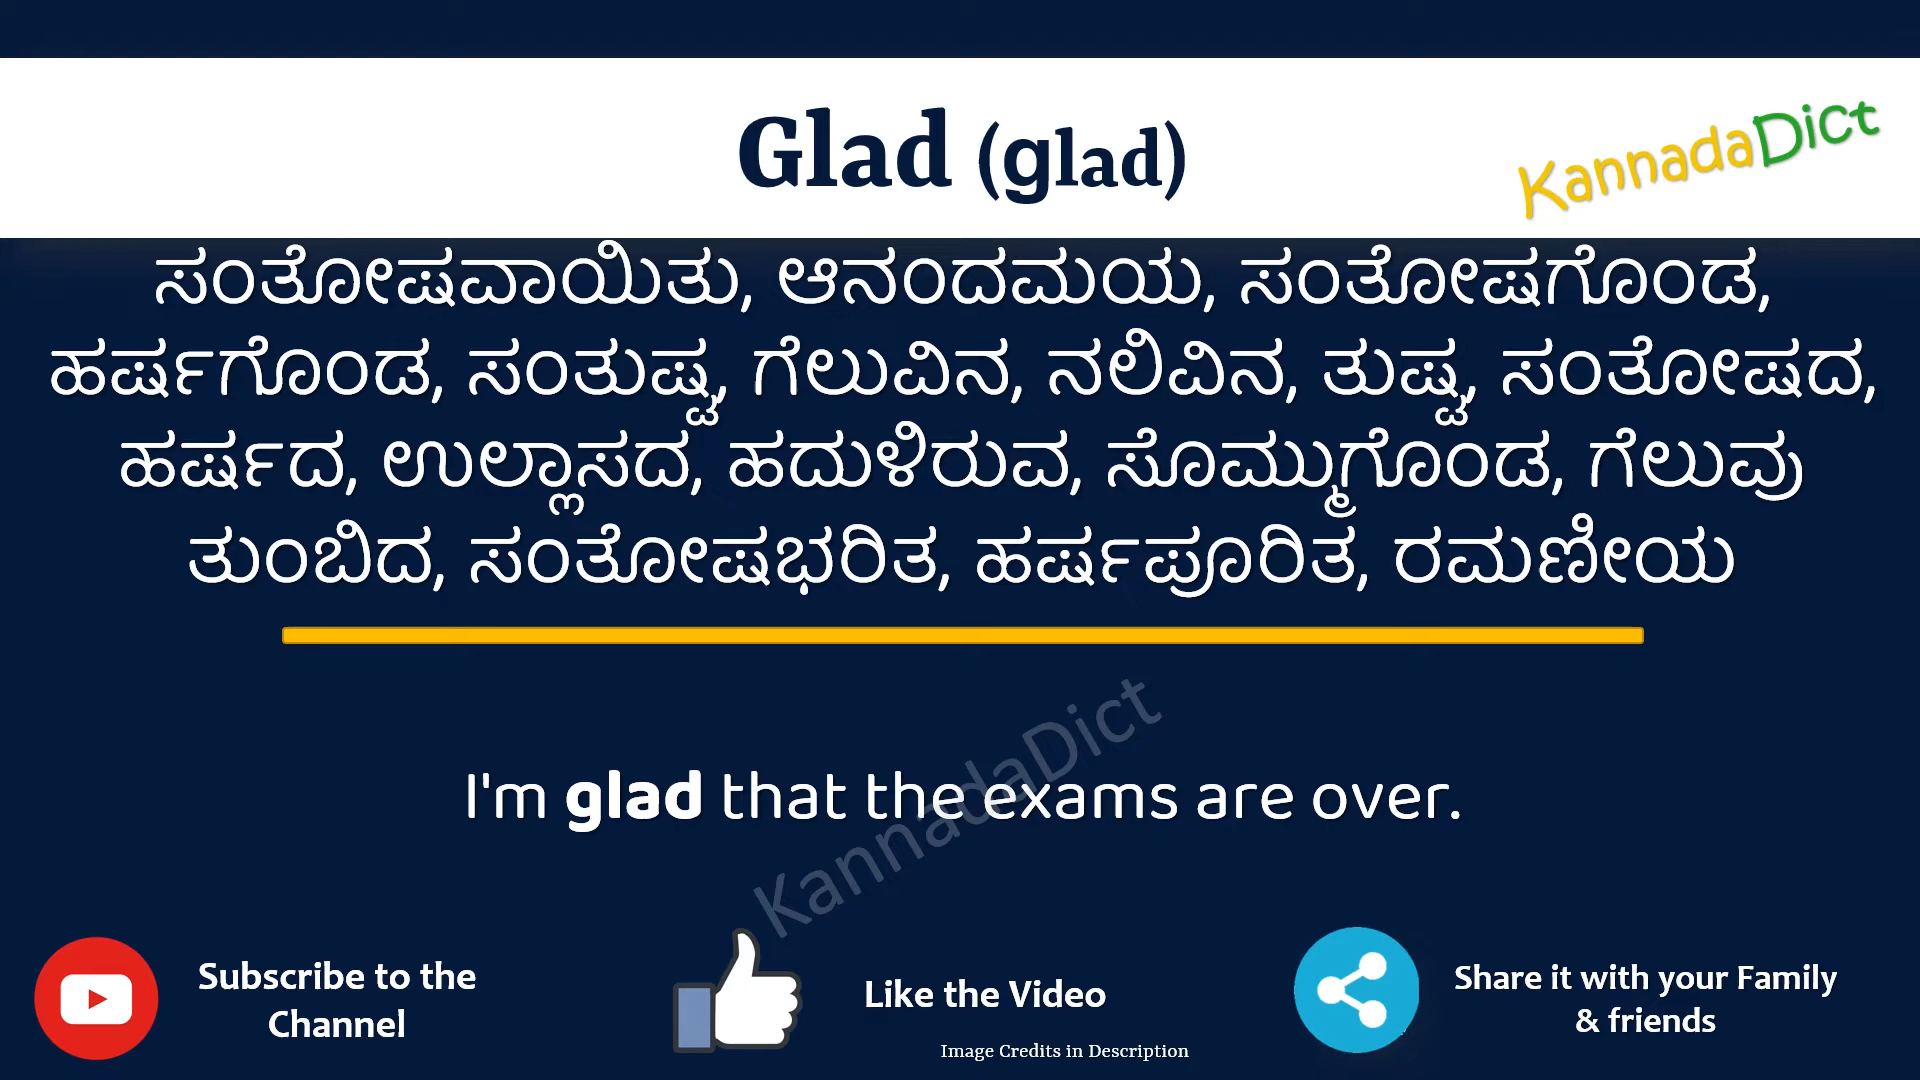 Glad (glad)
KannadaDict
ಸಂತೋಷವಾಯಿತು, ಆನಂದಮಯ, ಸಂತೋಷಗೊಂಡ,
ಹರ್ಷಗೊಂಡ, ಸಂತುಷ್ಟ, ಗೆಲುವಿನ, ನಲಿವಿನ, ತುಷ್ಟ, ಸಂತೋಷದ,
ಹರ್ಷದ, ಉಲ್ಲಾಸದ, ಹದುಳಿರುವ, ಸೊಮ್ಮುಗೊಂಡ, ಗೆಲುವು
ತುಂಬಿದ, ಸಂತೋಷಭರಿತ, ಹರ್ಷಪೂರಿತ, ರಮಣೀಯ
KannadaDict
I'm glad that the exams are over.
Subscribe to the
Channel
Like the Video
Share it with your Family
& friends
Image Credits in Description